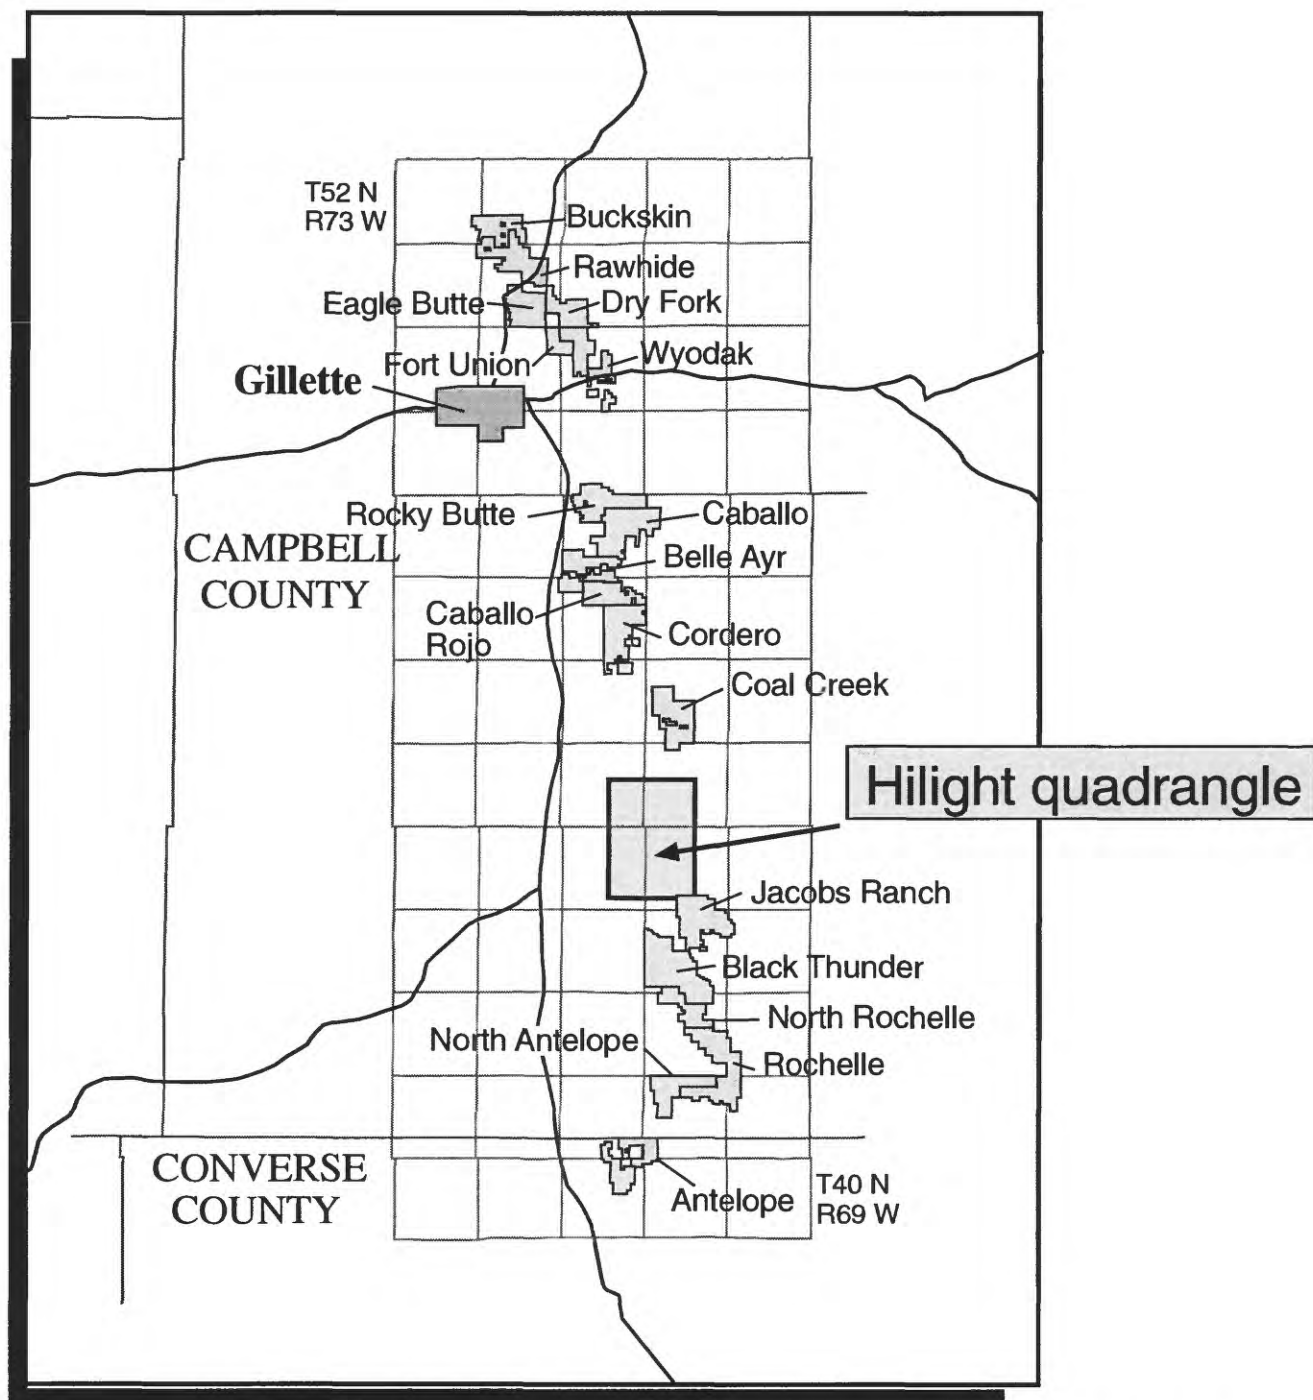 T52 N
R73 W
Buckskin
Rawhide
Eagle Butte
Dry Fork
Fort Union
Wyodak
Gillette
Rocky Butte
Caballo
CAMPBELL
COUNTY
Belle Ayr
Caballo
Rojo
Cordero
Coal Creek
Hilight quadrangle
Jacobs Ranch
Black Thunder
North Rochelle
North Antelope
Rochelle
CONVERSE
COUNTY
Antelope
T40 N
R69 W